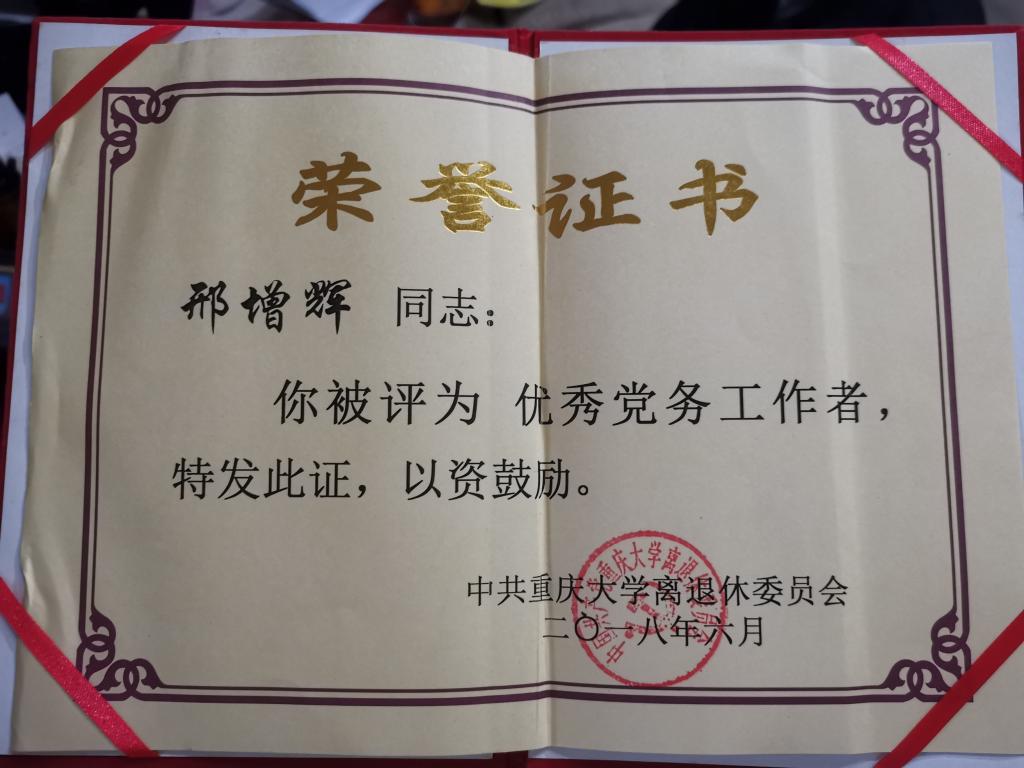 荣誉证书
邢增辉 同志：
你被评为 优秀党务工作者，
特发此证，以资鼓励。
中共重庆大学离退休委员会
二〇一八年六月